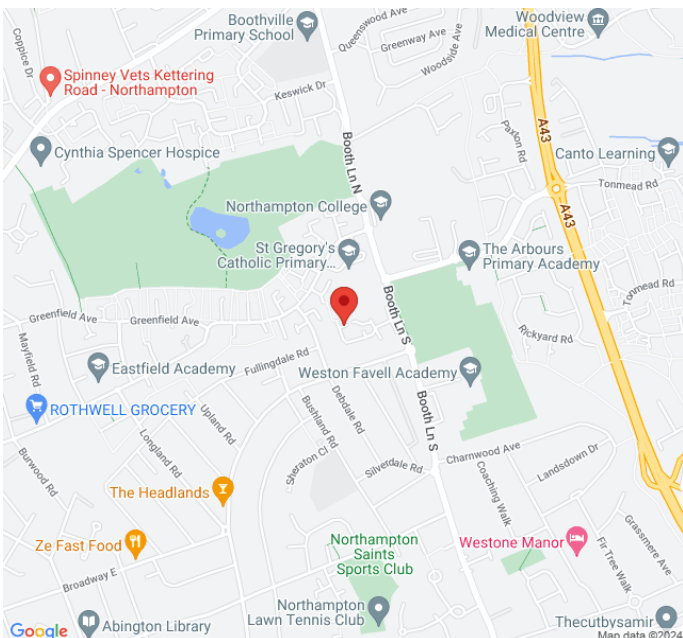 Boothville
Primary School
Queenswood Ave
Greenway Ave
Woodside Ave
Woodview
Medical Centre
Coppice Dr
Spinney Vets Kettering
Road - Northampton
Keswick Dr
Cynthia Spencer Hospice
Booth Ln N
A43
Paxton Rd
Canto Learning
Tonmead Rd
Northampton College
A43
St Gregory's
Catholic Primary...
The Arbours
Primary Academy
Tonmead Rd
Greenfield Ave
Greenfield Ave
Booth Ln S
Rickyard Rd
Mayfield Rd
Eastfield Academy
Fullingdale Rd
Weston Favell Academy
ROTHWELL GROCERY
Upland Rd
Bushland Rd
Debdale Rd
Booth Ln S
Longland Rd
Burwood Rd
Sheraton Cl
Silverdale Rd
Charnwood Ave
Landsdown Dr
Coaching Walk
The Headlands
Ze Fast Food
Northampton
Saints
Sports Club
Westone Manor
Grassmere Ave
Fir Tree Walk
Broadway E
Northampton
Lawn Tennis Club
Abington Library
Thecutbysamir
Google
Map data ©2024